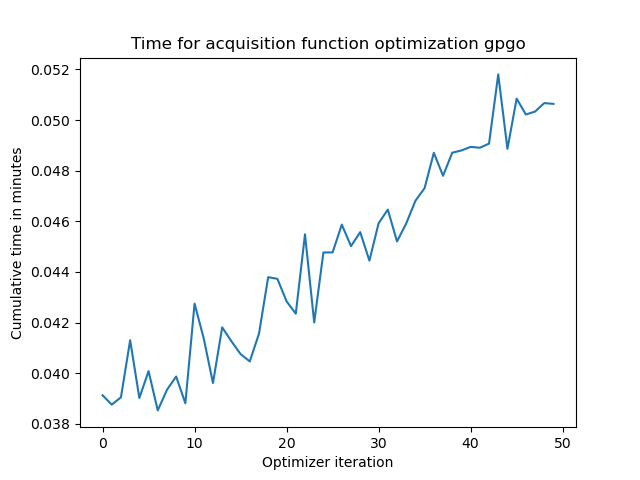 Time for acquisition function optimization gpgo
0.052
0.050
0.048
0.046
0.044
0.042
0.040
0.038
Cumulative time in minutes
0 10 20 30 40 50
Optimizer iteration